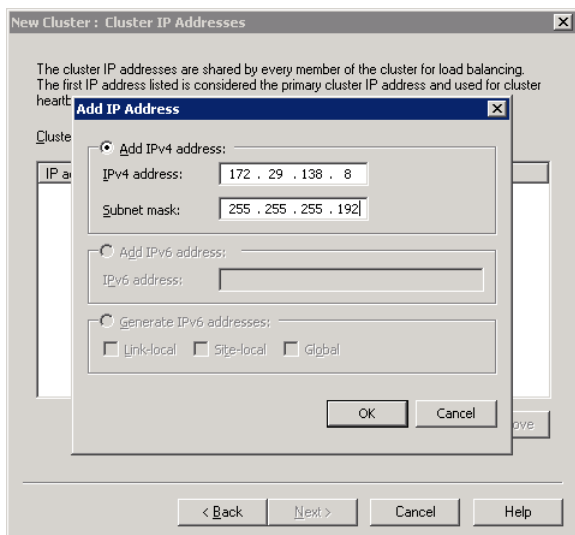 New Cluster : Cluster IP Addresses
The cluster IP addresses are shared by every member of the cluster for load balancing.
The first IP address listed is considered the primary cluster IP address and used for cluster
Add IP Address
Add IPv4 address:
IPv4 address: 172 . 29 . 138 . 8
Subnet mask: 255 . 255 . 255 . 192
Add IPv6 address:
IPv6 address:
Generate IPv6 addresses:
Link-local Site-local Global
OK Cancel
< Back Next > Cancel Help